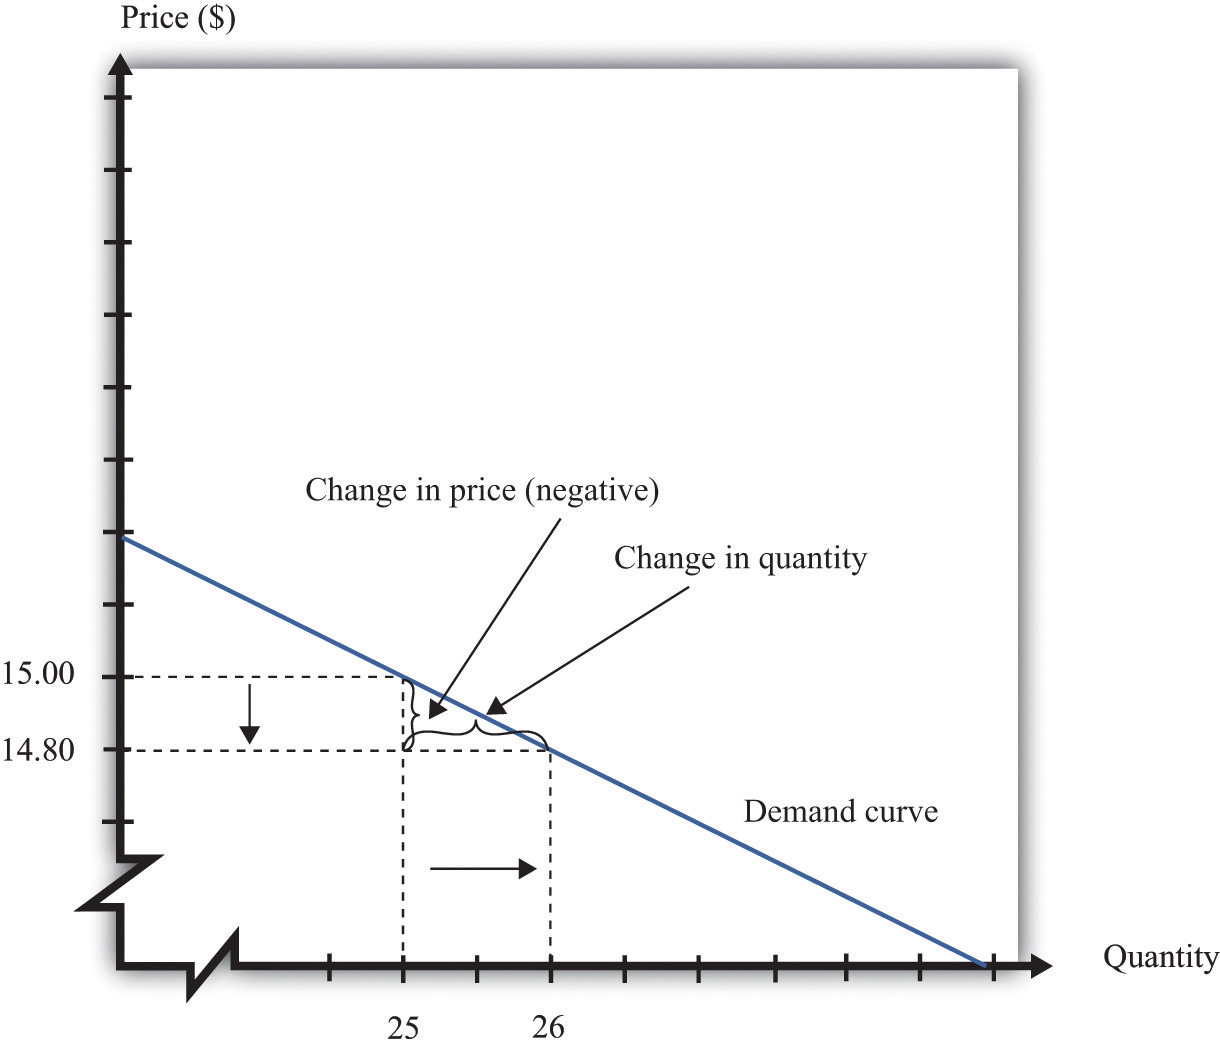 Price ($)
Change in price (negative)
Change in quantity
15.00
14.80
Demand curve
Quantity
25
26